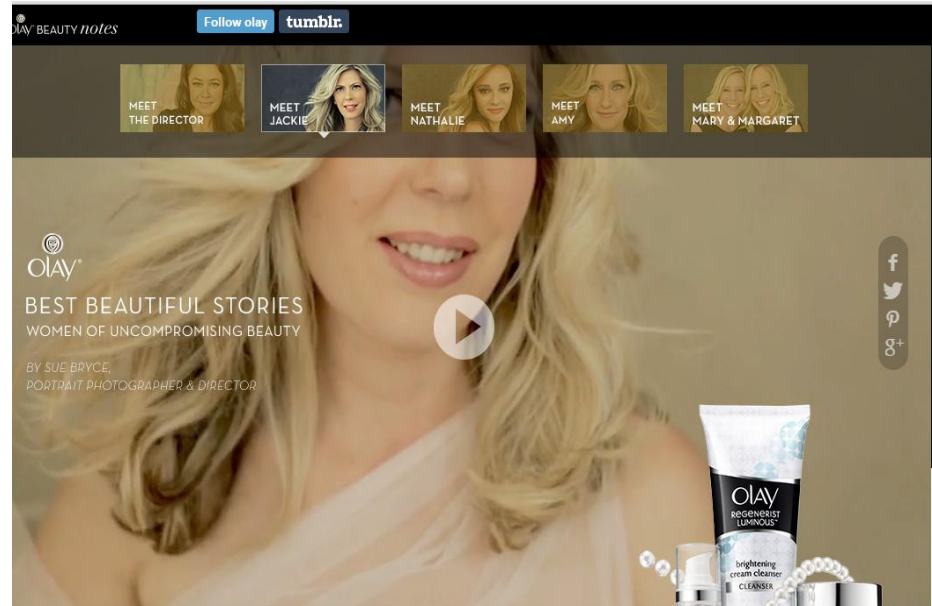 OLAY BEAUTY notes
Follow olay
tumblr.
MEET
THE DIRECTOR
MEET
JACKIE
MEET
NATHALIE
MEET
AMY
MEET
MARY & MARGARET
OLAY
BEST BEAUTIFUL STORIES
WOMEN OF UNCOMPROMISING BEAUTY
BY SUE BRYCE,
PORTRAIT PHOTOGRAPHER & DIRECTOR
f
g+
OLAY
REGENERIST
LUMINOUS™
brightening
cream cleanser
CLEANSER